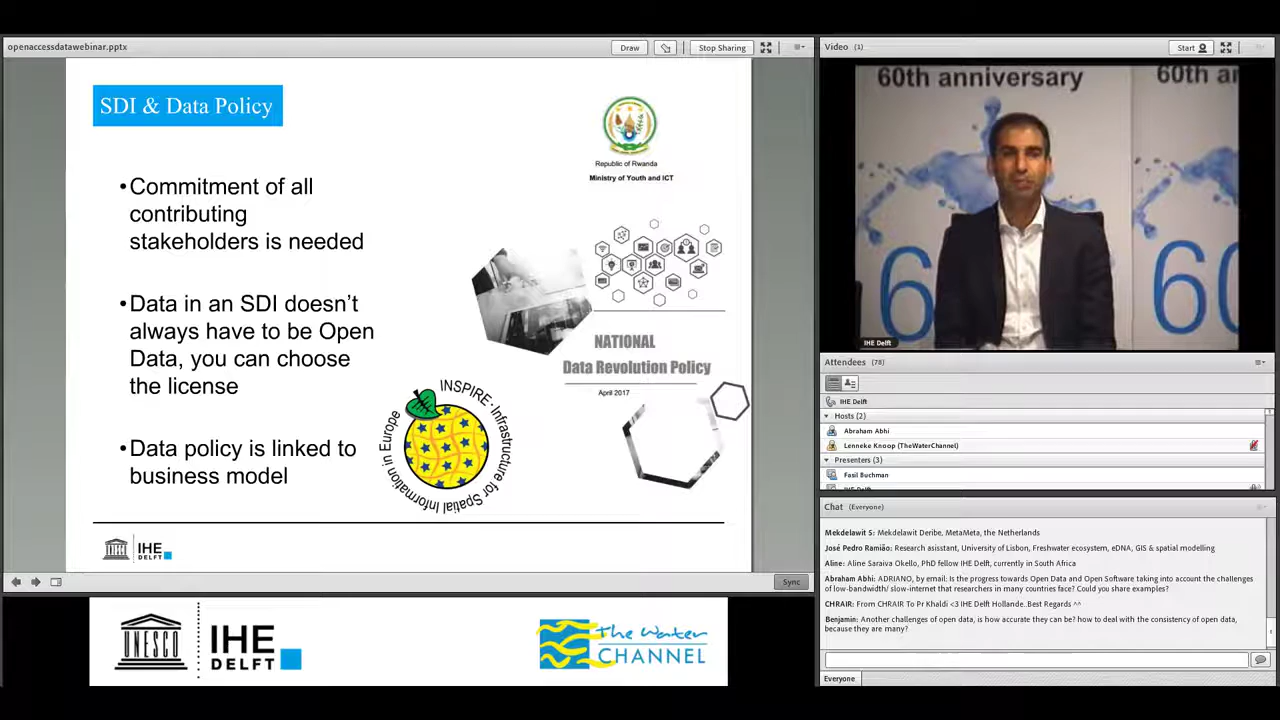 openaccessdatawebinar.pptx
Draw
Stop Sharing
SDI & Data Policy
•Commitment of all
contributing
stakeholders is needed
•Data in an SDI doesn’t
always have to be Open
Data, you can choose
the license
•Data policy is linked to
business model
Republic of Rwanda
Ministry of Youth and ICT
NATIONAL
Data Revolution Policy
April 2017
INSPIRE·Infrastructure for Spatial Information in Europe
IHE
DELFT
Sync
UNESCO
IHE
DELFT
The Water
CHANNEL
Video (1)
Start
60th anniversary
60th an
60
60
IHE Delft
Attendees (78)
IHE Delft
Hosts (2)
Abraham Abhi
Lenneke Knoop (TheWaterChannel)
Presenters (3)
Fasil Buchman
IHE Delft
Chat (Everyone)
Mekdelawit S: Mekdelawit Deribe, MetaMeta, the Netherlands
José Pedro Ramião: Research asistant, University of Lisbon, Freshwater ecosystem, eDNA, GIS & spatial modelling
Aline: Aline Saraiva Okello, PhD fellow IHE Delft, currently in South Africa
Abraham Abhi: ADRIANO, by email: Is the progress towards Open Data and Open Software taking into account the challenges
of low-bandwidth/ slow-internet that researchers in many countries face? Could you share examples?
CHRAIR: From CHRAIR To Pr Khaldi <3 IHE Delft Hollande..Best Regards ^^
Benjamin: Another challenges of open data, is how accurate they can be? how to deal with the consistency of open data,
because they are many?
Everyone